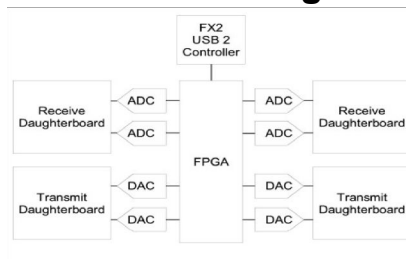 FX2
USB 2
Controller
ADC
ADC
Receive
Daughterboard
ADC
ADC
Receive
Daughterboard
FPGA
Transmit
Daughterboard
DAC
DAC
DAC
DAC
Transmit
Daughterboard